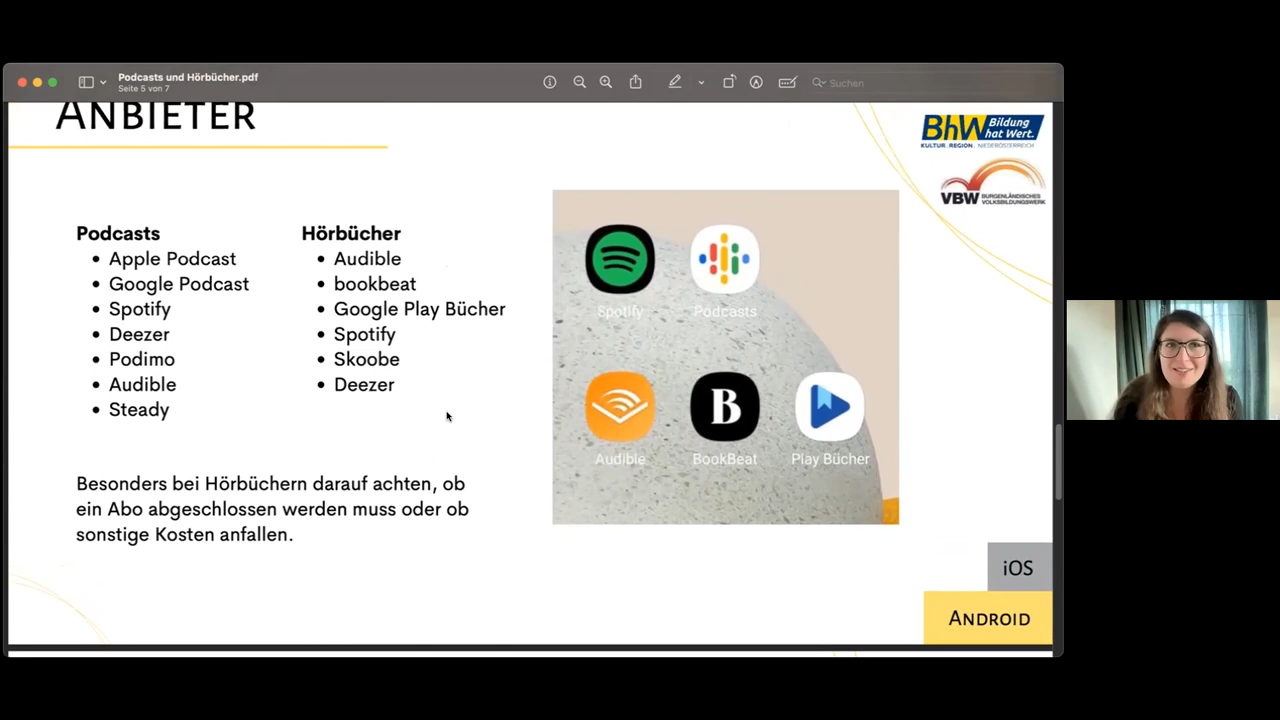 Podcasts und Hörbücher.pdf
Seite 5 von 7
Suchen
ANBIETER
BhW Bildung hat Wert.
KULTUR. REGION. NIEDERÖSTERREICH
VBW BURGENLÄNDISCHES VOLKSBILDUNGSWERK
Podcasts
• Apple Podcast
• Google Podcast
• Spotify
• Deezer
• Podimo
• Audible
• Steady
Hörbücher
• Audible
• bookbeat
• Google Play Bücher
• Spotify
• Skoobe
• Deezer
Spotify
Podcasts
Audible
B
BookBeat
Play Bücher
Besonders bei Hörbüchern darauf achten, ob
ein Abo abgeschlossen werden muss oder ob
sonstige Kosten anfallen.
iOS
ANDROID